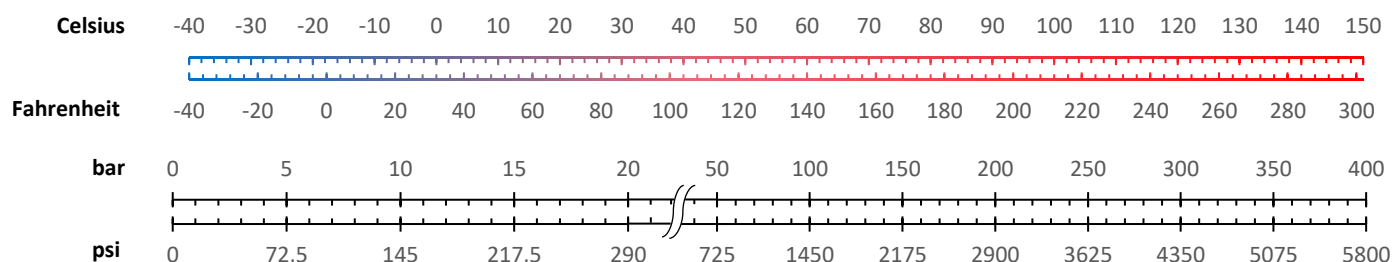 Celsius -40 -30 -20 -10 0 10 20 30 40 50 60 70 80 90 100 110 120 130 140 150
Fahrenheit -40 -20 0 20 40 60 80 100 120 140 160 180 200 220 240 260 280 300
bar 0 5 10 15 20 50 100 150 200 250 300 350 400
psi 0 72.5 145 217.5 290 725 1450 2175 2900 3625 4350 5075 5800